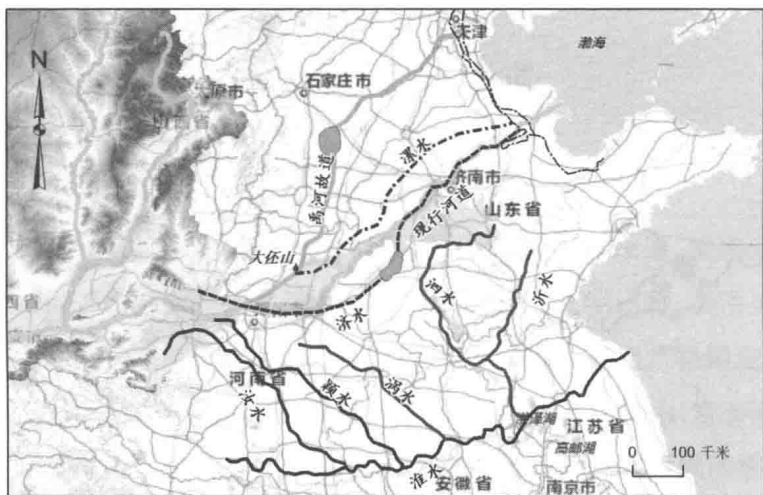 N
天津
渤海
石家庄市
原市
山西省
漯水
禹河故道
济南市
山东省
现行河道
大伾山
西省
泗水
沂水
济水
河南省
汝水
颍水
涡水
泽湖
江苏省
高邮湖
0 100 千米
淮水
安徽省
南京市